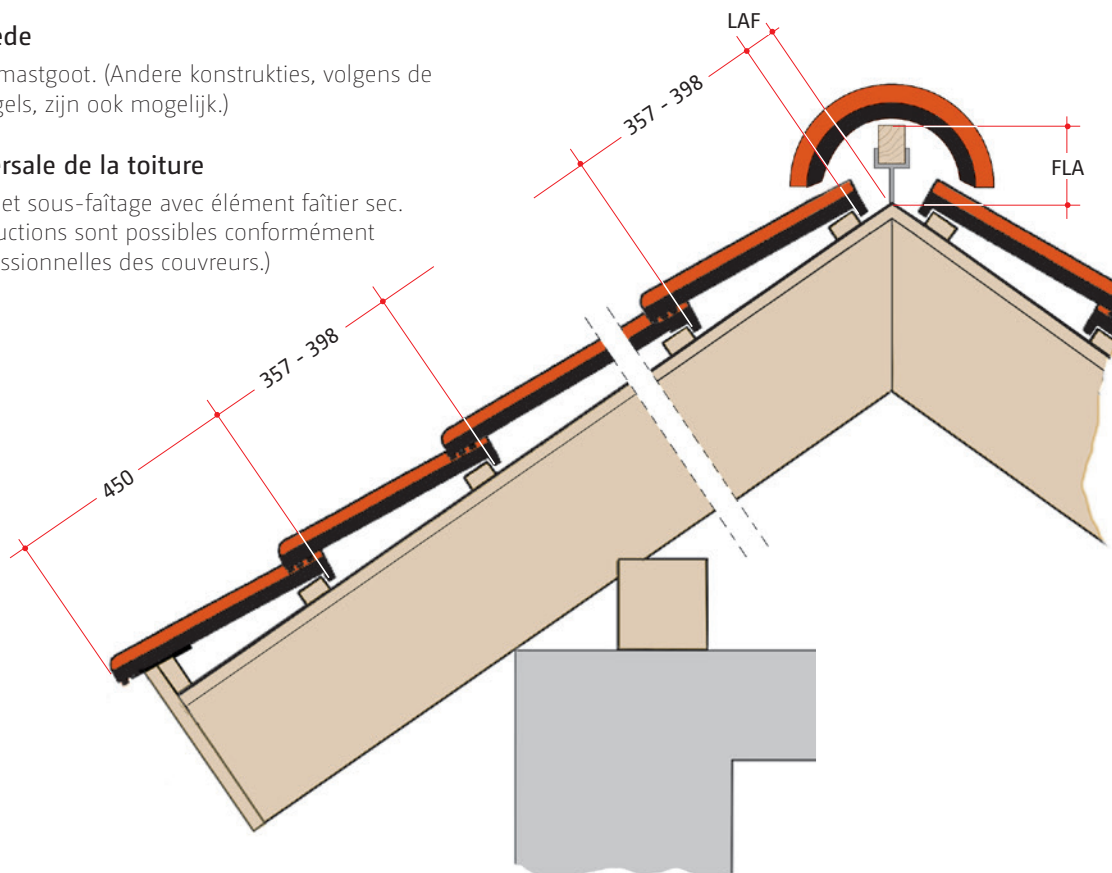 ede
mastgoot. (Andere konstrukties, volgens de
gels, zijn ook mogelijk.)
ersale de la toiture
et sous-faîtage avec élément faîtier sec.
uctions sont possibles conformément
ssionnelles des couvreurs.)
LAF
357 - 398
FLA
357 - 398
450